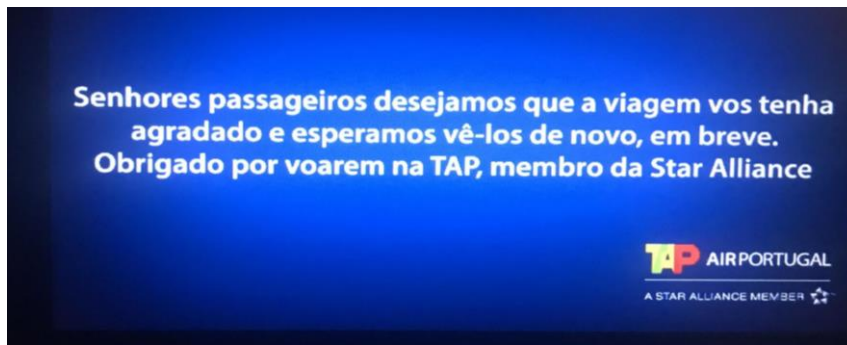 Senhores passageiros desejamos que a viagem vos tenha
agradado e esperamos vê-los de novo, em breve.
Obrigado por voarem na TAP, membro da Star Alliance
TAP AIRPORTUGAL
A STAR ALLIANCE MEMBER